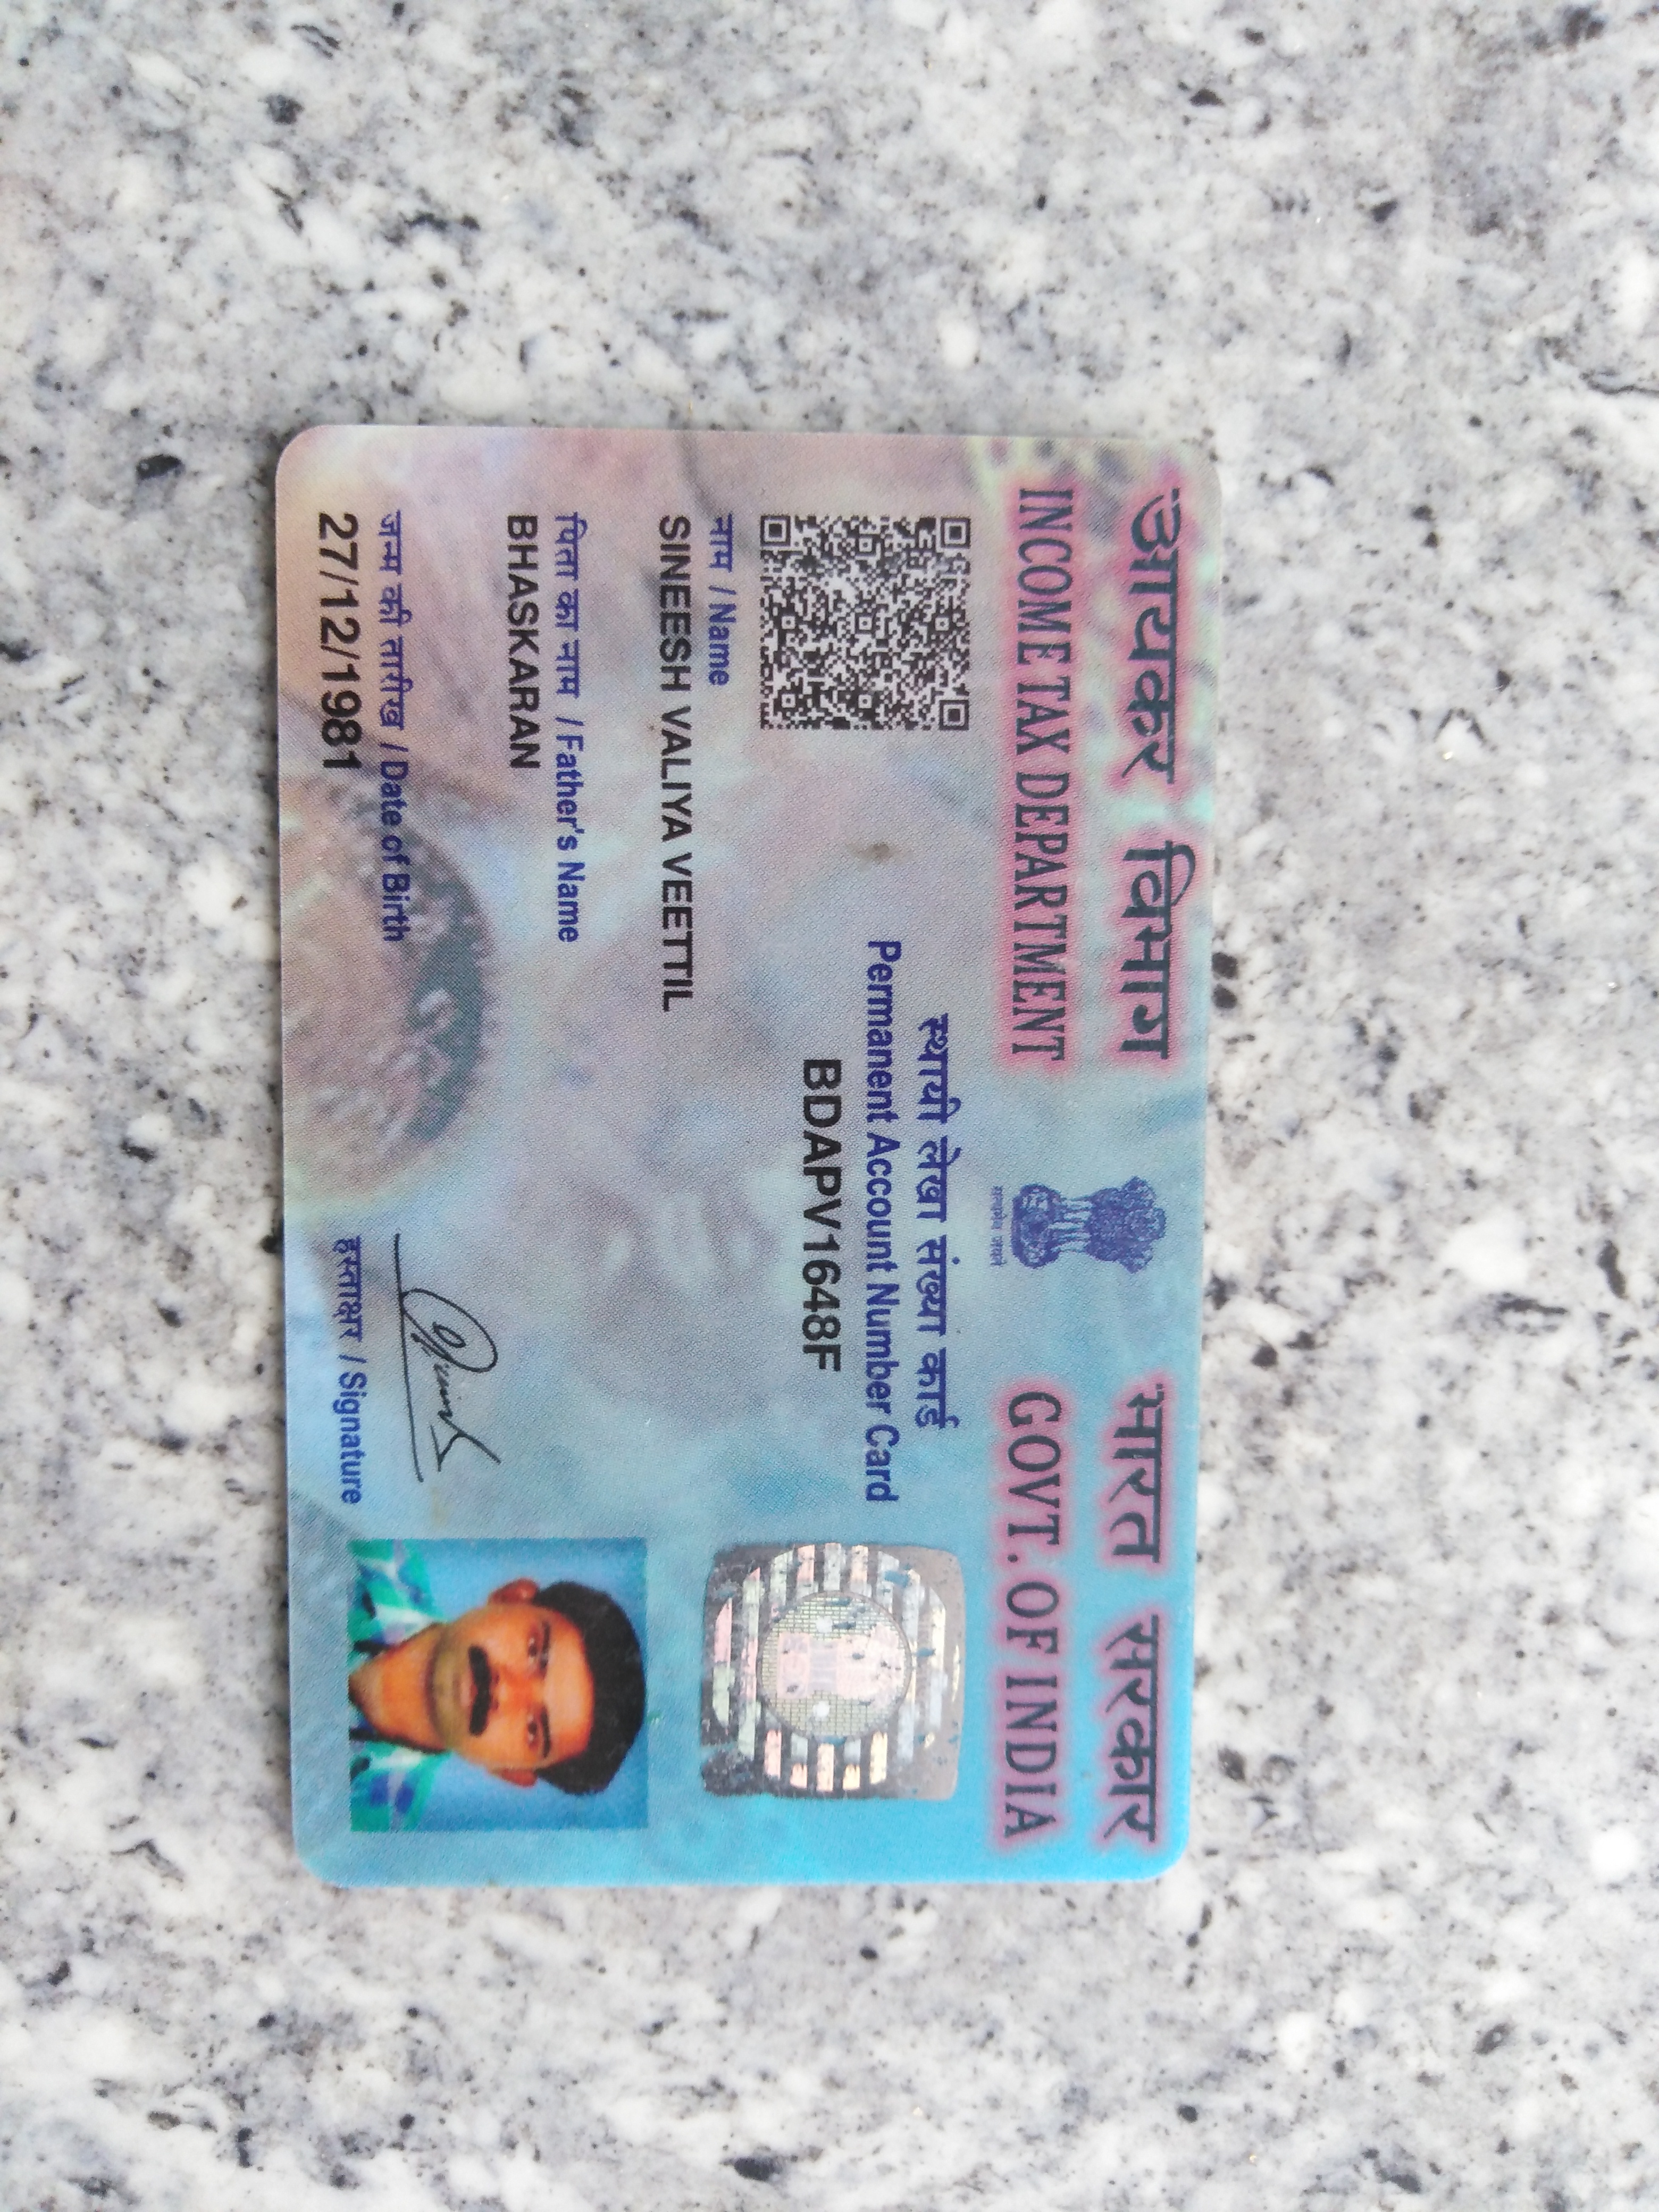 आयकर विभाग
INCOME TAX DEPARTMENT
सत्यमेव जयते
भारत सरकार
GOVT. OF INDIA
स्थायी लेखा संख्या कार्ड
Permanent Account Number Card
BDAPV1648F
नाम / Name
SINEESH VALIYA VEETTIL
पिता का नाम / Father's Name
BHASKARAN
जन्म की तारीख / Date of Birth
27/12/1981
हस्ताक्षर / Signature